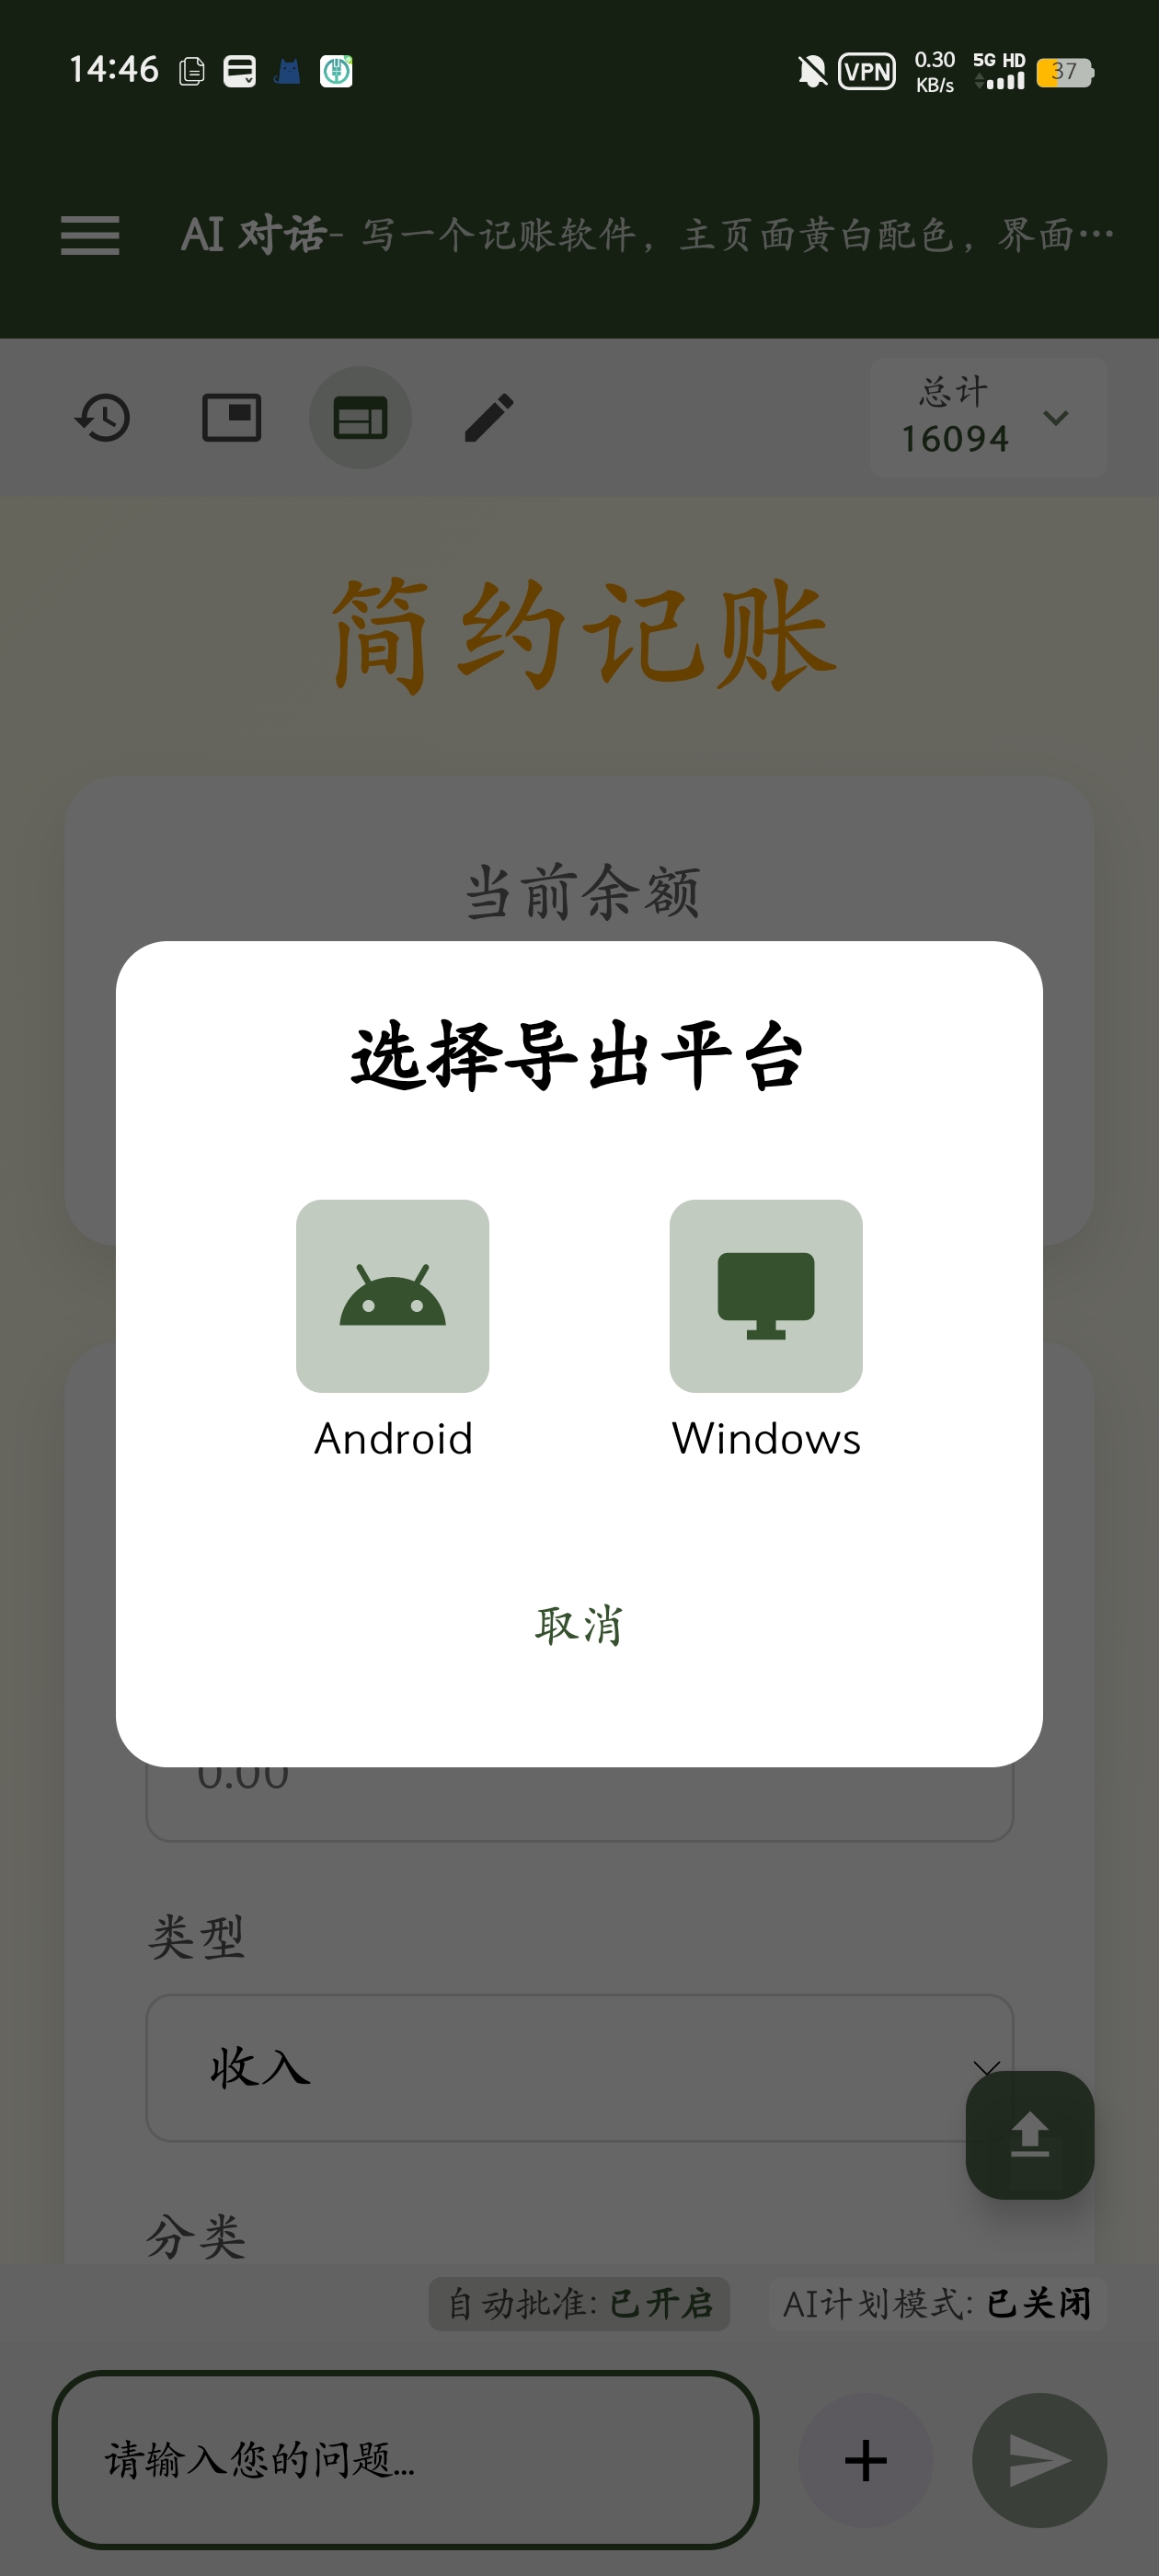 14:46
VPN
0.30
KB/s
5G HD
37
AI 对话- 写一个记账软件，主页面黄白配色，界面…
总计
16094
简约记账
当前余额
选择导出平台
Android
Windows
取消
0.00
类型
收入
分类
自动批准: 已开启
AI计划模式: 已关闭
请输入您的问题...